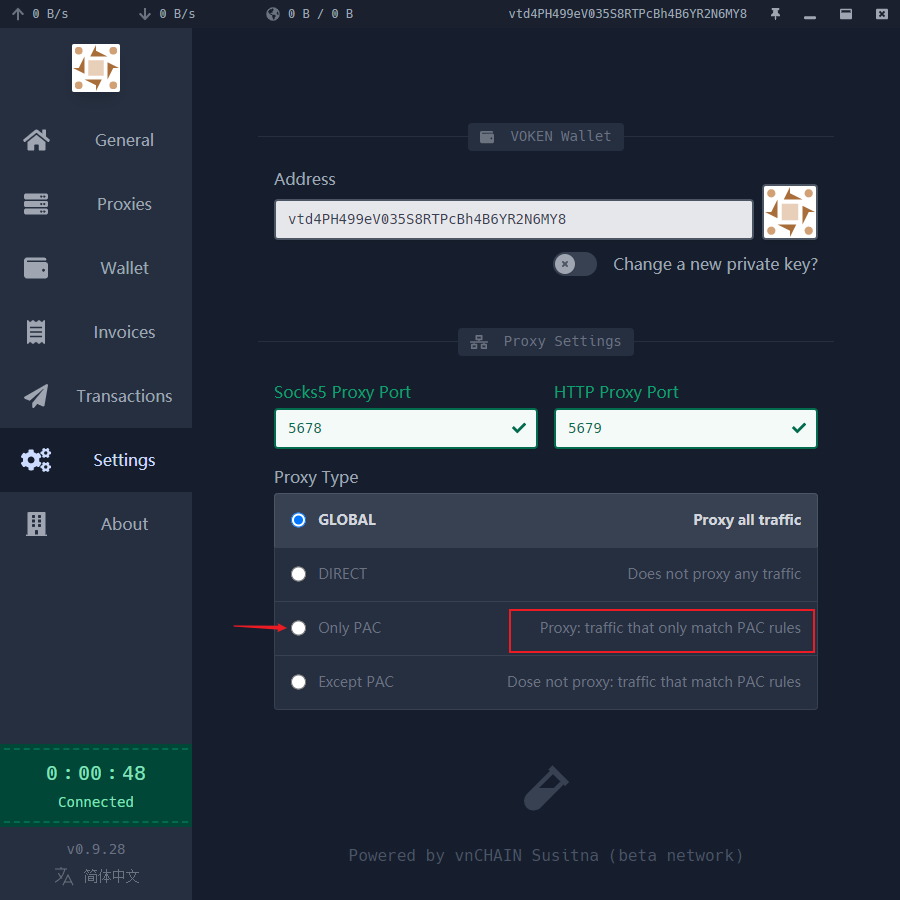 0 B/s 0 B/s 0 B / 0 B vtd4PH499eV035S8RTPcBh4B6YR2N6MY8
General
Proxies
Wallet
Invoices
Transactions
Settings
About
0:00:48
Connected
v0.9.28
简体中文
VOKEN Wallet
Address
vtd4PH499eV035S8RTPcBh4B6YR2N6MY8
Change a new private key?
Proxy Settings
Socks5 Proxy Port HTTP Proxy Port
5678 5679
Proxy Type
GLOBAL Proxy all traffic
DIRECT Does not proxy any traffic
Only PAC Proxy: traffic that only match PAC rules
Except PAC Dose not proxy: traffic that match PAC rules
Powered by vnCHAIN Susitna (beta network)